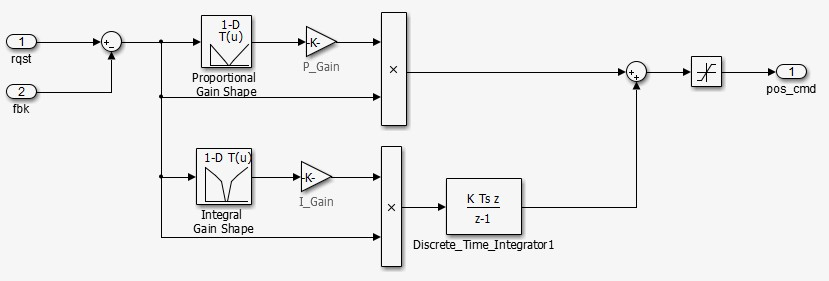 1
rqst
2
fbk
+
-
1-D
T(u)
Proportional
Gain Shape
-K-
P_Gain
×
1-D T(u)
Integral
Gain Shape
-K-
I_Gain
×
K Ts z
z-1
Discrete_Time_Integrator1
+
+
1
pos_cmd